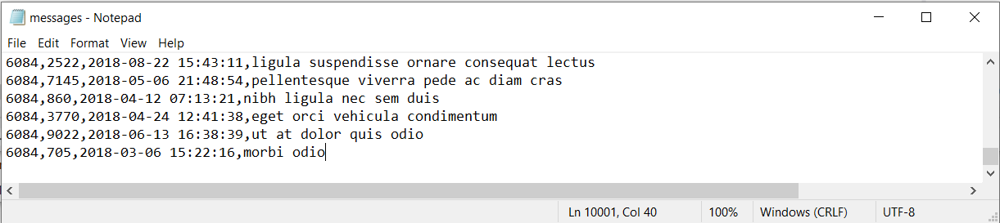 messages - Notepad
File Edit Format View Help
6084,2522,2018-08-22 15:43:11,ligula suspendisse ornare consequat lectus
6084,7145,2018-05-06 21:48:54,pellentesque viverra pede ac diam cras
6084,860,2018-04-12 07:13:21,nibh ligula nec sem duis
6084,3770,2018-04-24 12:41:38,eget orci vehicula condimentum
6084,9022,2018-06-13 16:38:39,ut at dolor quis odio
6084,705,2018-03-06 15:22:16,morbi odio
Ln 10001, Col 40 100% Windows (CRLF) UTF-8